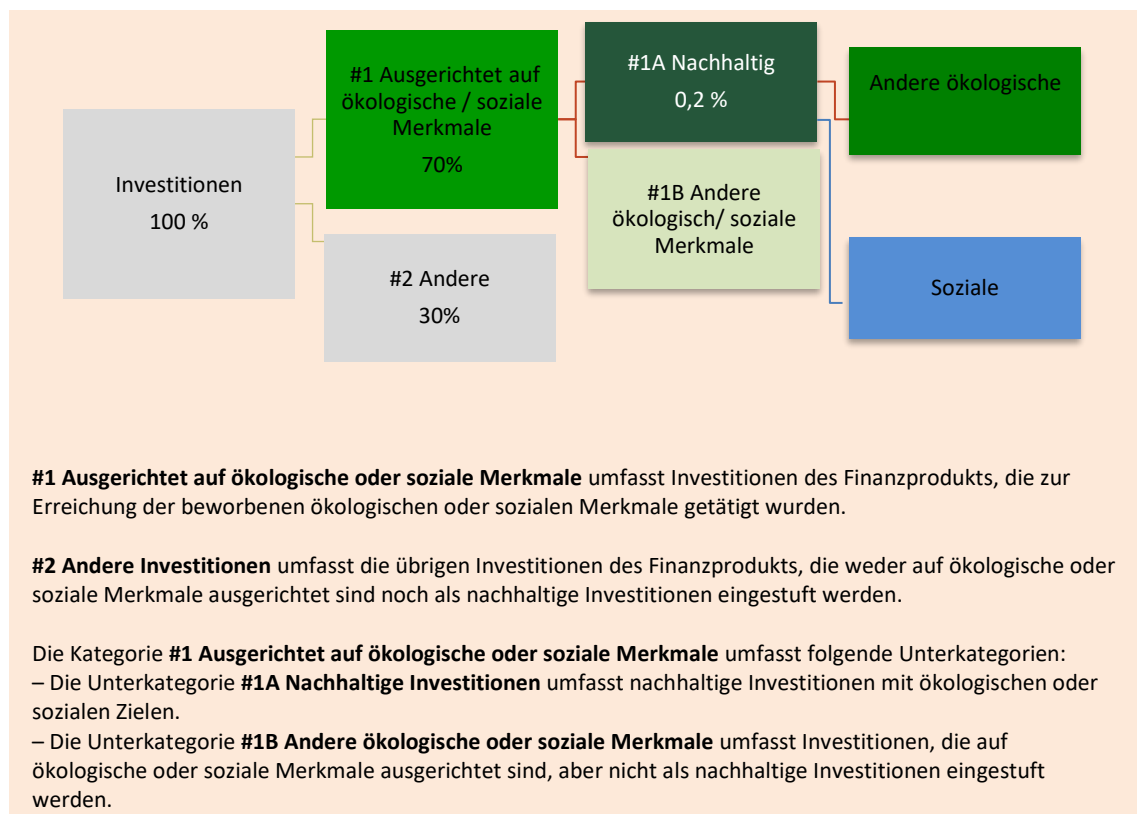 #1 Ausgerichtet auf
ökologische / soziale
Merkmale
70%
#1A Nachhaltig
0,2 %
Andere ökologische
Investitionen
100 %
#1B Andere
ökologisch/ soziale
Merkmale
#2 Andere
30%
Soziale
#1 Ausgerichtet auf ökologische oder soziale Merkmale umfasst Investitionen des Finanzprodukts, die zur
Erreichung der beworbenen ökologischen oder sozialen Merkmale getätigt wurden.
#2 Andere Investitionen umfasst die übrigen Investitionen des Finanzprodukts, die weder auf ökologische oder
soziale Merkmale ausgerichtet sind noch als nachhaltige Investitionen eingestuft werden.
Die Kategorie #1 Ausgerichtet auf ökologische oder soziale Merkmale umfasst folgende Unterkategorien:
– Die Unterkategorie #1A Nachhaltige Investitionen umfasst nachhaltige Investitionen mit ökologischen oder
sozialen Zielen.
– Die Unterkategorie #1B Andere ökologische oder soziale Merkmale umfasst Investitionen, die auf
ökologische oder soziale Merkmale ausgerichtet sind, aber nicht als nachhaltige Investitionen eingestuft
werden.